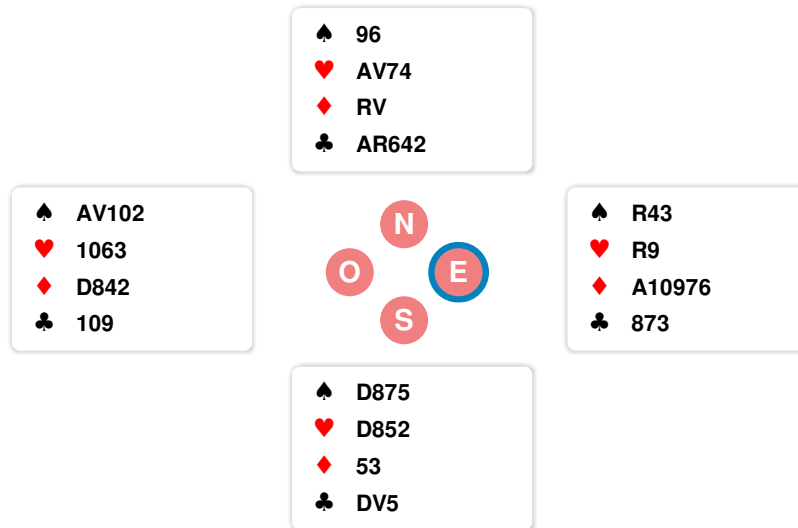 ♠ 96
♥ AV74
♦ RV
♣ AR642
♠ AV102
♥ 1063
♦ D842
♣ 109
N
O E
S
♠ R43
♥ R9
♦ A10976
♣ 873
♠ D875
♥ D852
♦ 53
♣ DV5